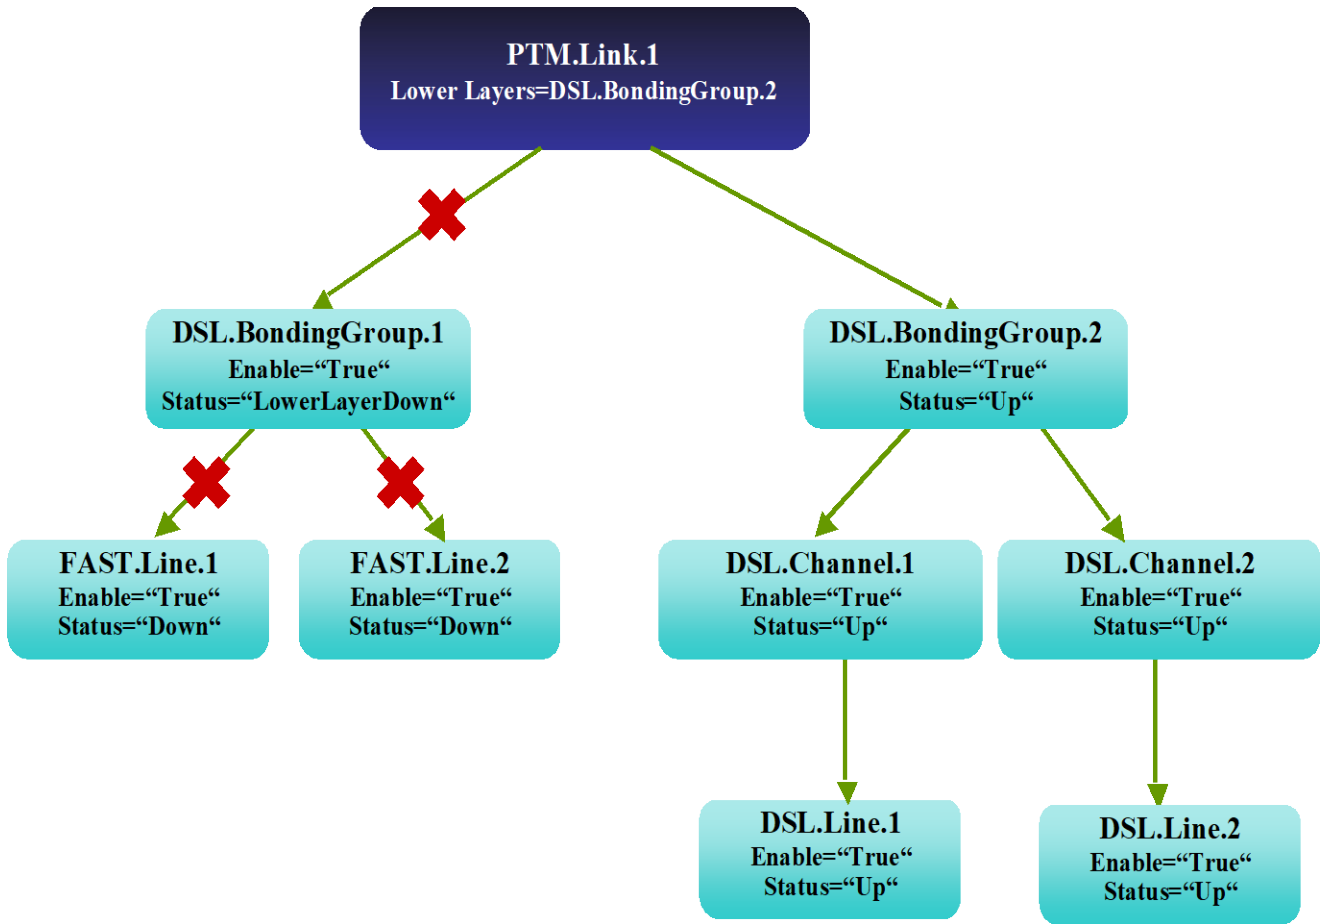 PTM.Link.1
Lower Layers=DSL.BondingGroup.2
DSL.BondingGroup.1
Enable=“True“
Status=“LowerLayerDown“
DSL.BondingGroup.2
Enable=“True“
Status=“Up“
FAST.Line.1
Enable=“True“
Status=“Down“
FAST.Line.2
Enable=“True“
Status=“Down“
DSL.Channel.1
Enable=“True“
Status=“Up“
DSL.Channel.2
Enable=“True“
Status=“Up“
DSL.Line.1
Enable=“True“
Status=“Up“
DSL.Line.2
Enable=“True“
Status=“Up“